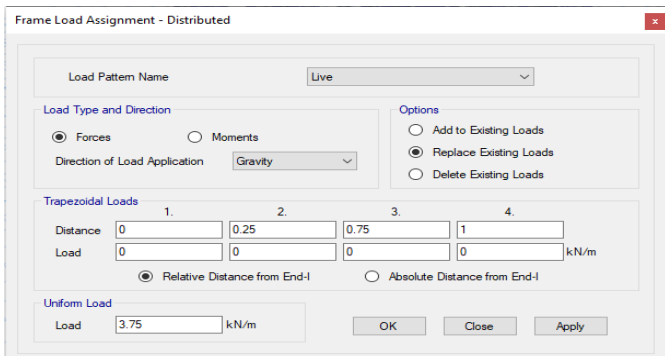 Frame Load Assignment - Distributed
x
Load Pattern Name Live
Load Type and Direction
Forces Moments
Direction of Load Application Gravity
Options
Add to Existing Loads
Replace Existing Loads
Delete Existing Loads
Trapezoidal Loads
1. 2. 3. 4.
Distance 0 0.25 0.75 1
Load 0 0 0 0 kN/m
Relative Distance from End-I Absolute Distance from End-I
Uniform Load
Load 3.75 kN/m
OK Close Apply